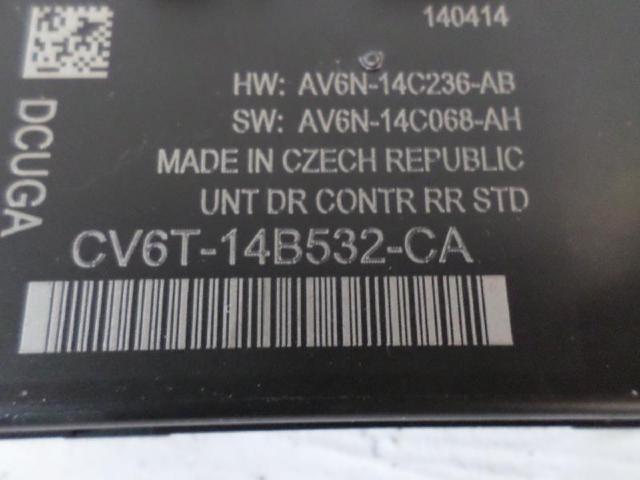 140414
HW: AV6N-14C236-AB
SW: AV6N-14C068-AH
MADE IN CZECH REPUBLIC
UNT DR CONTR RR STD
DCUGA
CV6T-14B532-CA